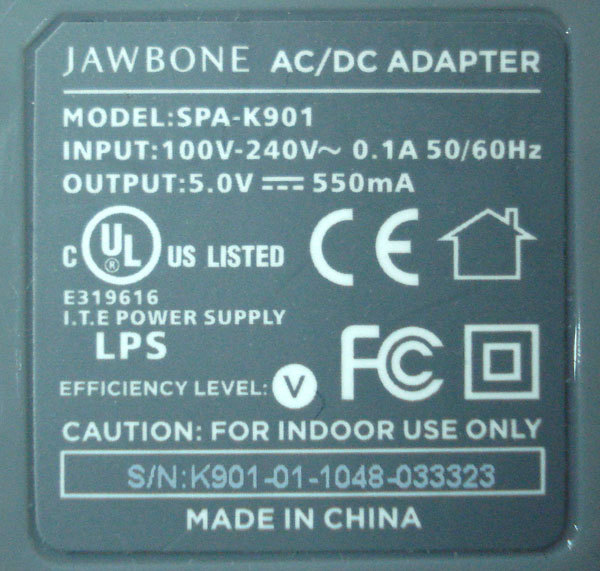 JAWBONE AC/DC ADAPTER
MODEL:SPA-K901
INPUT:100V-240V~ 0.1A 50/60Hz
OUTPUT:5.0V ⎓ 550mA
C UL ® US LISTED
CE
E319616
I.T.E POWER SUPPLY
LPS
FC
EFFICIENCY LEVEL: V
CAUTION: FOR INDOOR USE ONLY
S/N:K901-01-1048-033323
MADE IN CHINA